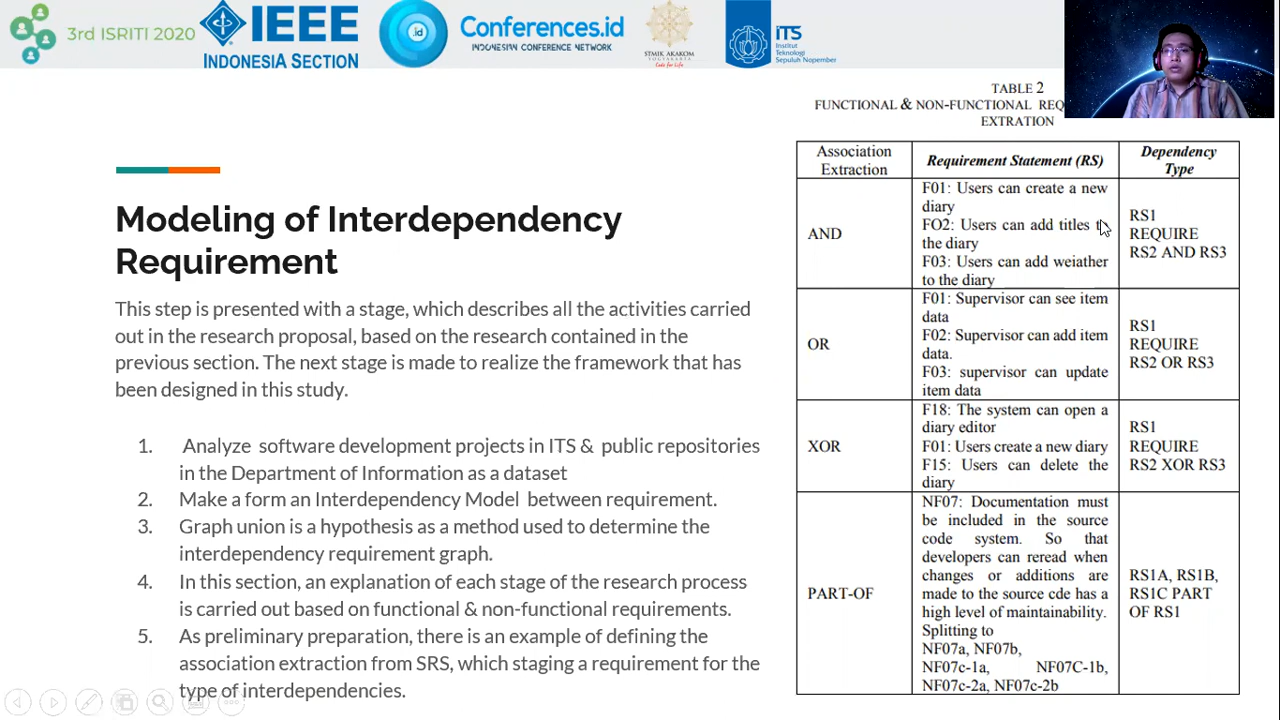 3rd ISRITI 2020
IEEE
INDONESIA SECTION
.id
Conferences.id
INDONESIAN CONFERENCE NETWORK
STMIK AKAKOM
YOGYAKARTA
Code for Life
iTS
Institut
Teknologi
Sepuluh Nopember
Modeling of Interdependency
Requirement
This step is presented with a stage, which describes all the activities carried
out in the research proposal, based on the research contained in the
previous section. The next stage is made to realize the framework that has
been designed in this study.
1. Analyze software development projects in ITS & public repositories
in the Department of Information as a dataset
2. Make a form an Interdependency Model between requirement.
3. Graph union is a hypothesis as a method used to determine the
interdependency requirement graph.
4. In this section, an explanation of each stage of the research process
is carried out based on functional & non-functional requirements.
5. As preliminary preparation, there is an example of defining the
association extraction from SRS, which staging a requirement for the
type of interdependencies.
TABLE 2
FUNCTIONAL & NON-FUNCTIONAL REQ
EXTRATION
Association
Extraction
Requirement Statement (RS)
Dependency
Type
AND
F01: Users can create a new
diary
FO2: Users can add titles t
the diary
F03: Users can add weiather
to the diary
RS1
REQUIRE
RS2 AND RS3
OR
F01: Supervisor can see item
data
F02: Supervisor can add item
data.
F03: supervisor can update
item data
RS1
REQUIRE
RS2 OR RS3
XOR
F18: The system can open a
diary editor
F01: Users create a new diary
F15: Users can delete the
diary
RS1
REQUIRE
RS2 XOR RS3
PART-OF
NF07: Documentation must
be included in the source
code system. So that
developers can reread when
changes or additions are
made to the source cde has a
high level of maintainability.
Splitting to
NF07a, NF07b,
NF07c-1a, NF07C-1b,
NF07c-2a, NF07c-2b
RS1A, RS1B,
RS1C PART
OF RS1